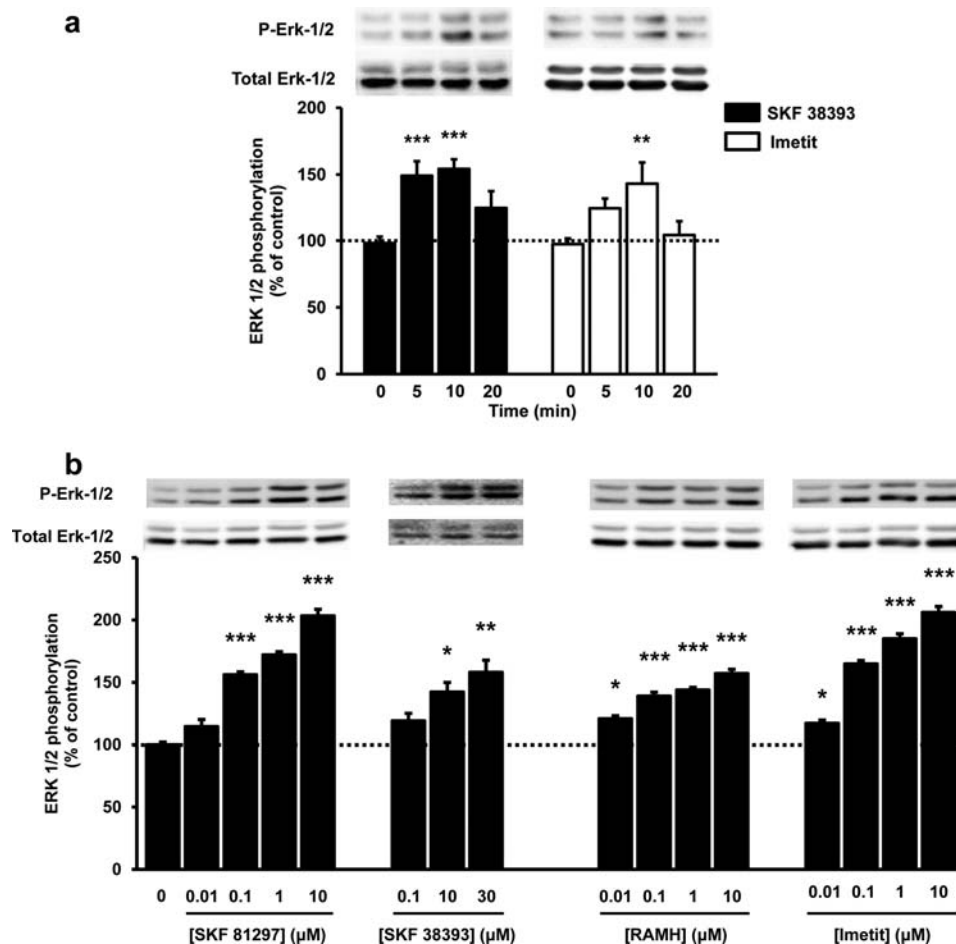 a
P-Erk-1/2
Total Erk-1/2
200
150
100
50
0
ERK 1/2 phosphorylation
(% of control)
*** *** **
SKF 38393
Imetit
0 5 10 20 0 5 10 20
Time (min)
b
P-Erk-1/2
Total Erk-1/2
250
200
150
100
50
0
ERK 1/2 phosphorylation
(% of control)
*** *** *** * ** * *** *** *** * *** *** ***
0 0.01 0.1 1 10 0.1 10 30 0.01 0.1 1 10 0.01 0.1 1 10
[SKF 81297] (µM) [SKF 38393] (µM) [RAMH] (µM) [Imetit] (µM)